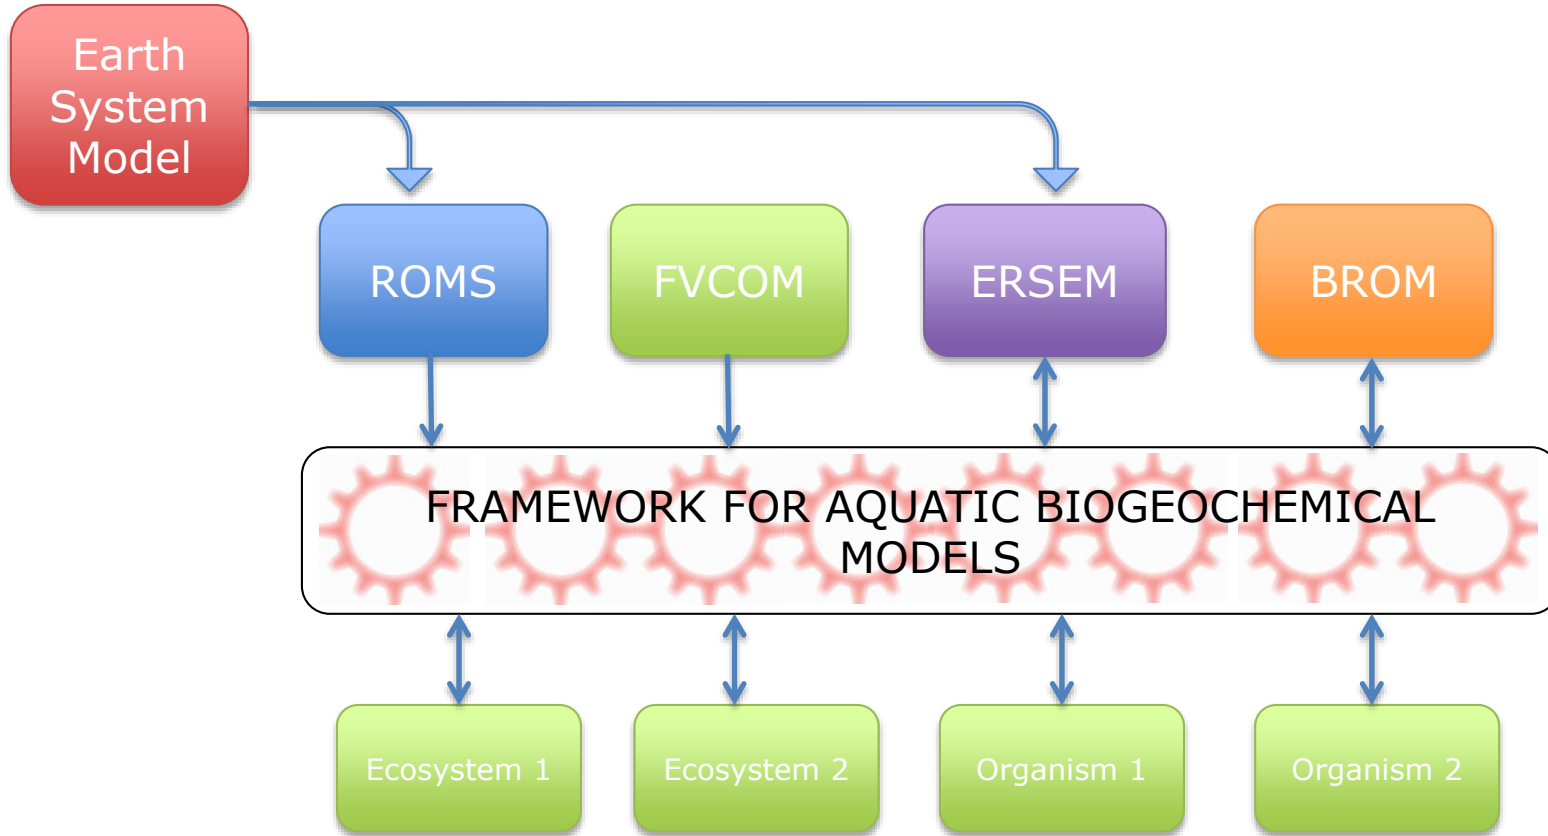 Earth
System
Model
ROMS
FVCOM
ERSEM
BROM
FRAMEWORK FOR AQUATIC BIOGEOCHEMICAL
MODELS
Ecosystem 1
Ecosystem 2
Organism 1
Organism 2